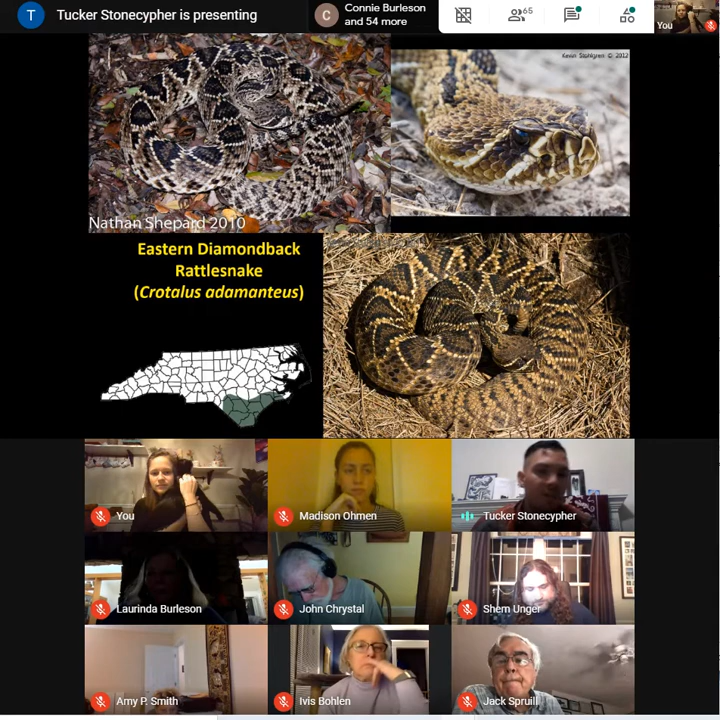 T
Tucker Stonecypher is presenting
C
Connie Burleson
and 54 more
65
You
Kevin Stohlgren © 2012
Nathan Shepard 2010
Eastern Diamondback
Rattlesnake
(Crotalus adamanteus)
You
Madison Ohmen
Tucker Stonecypher
Laurinda Burleson
John Chrystal
Shem Unger
Amy P. Smith
Ivis Bohlen
Jack Spruill